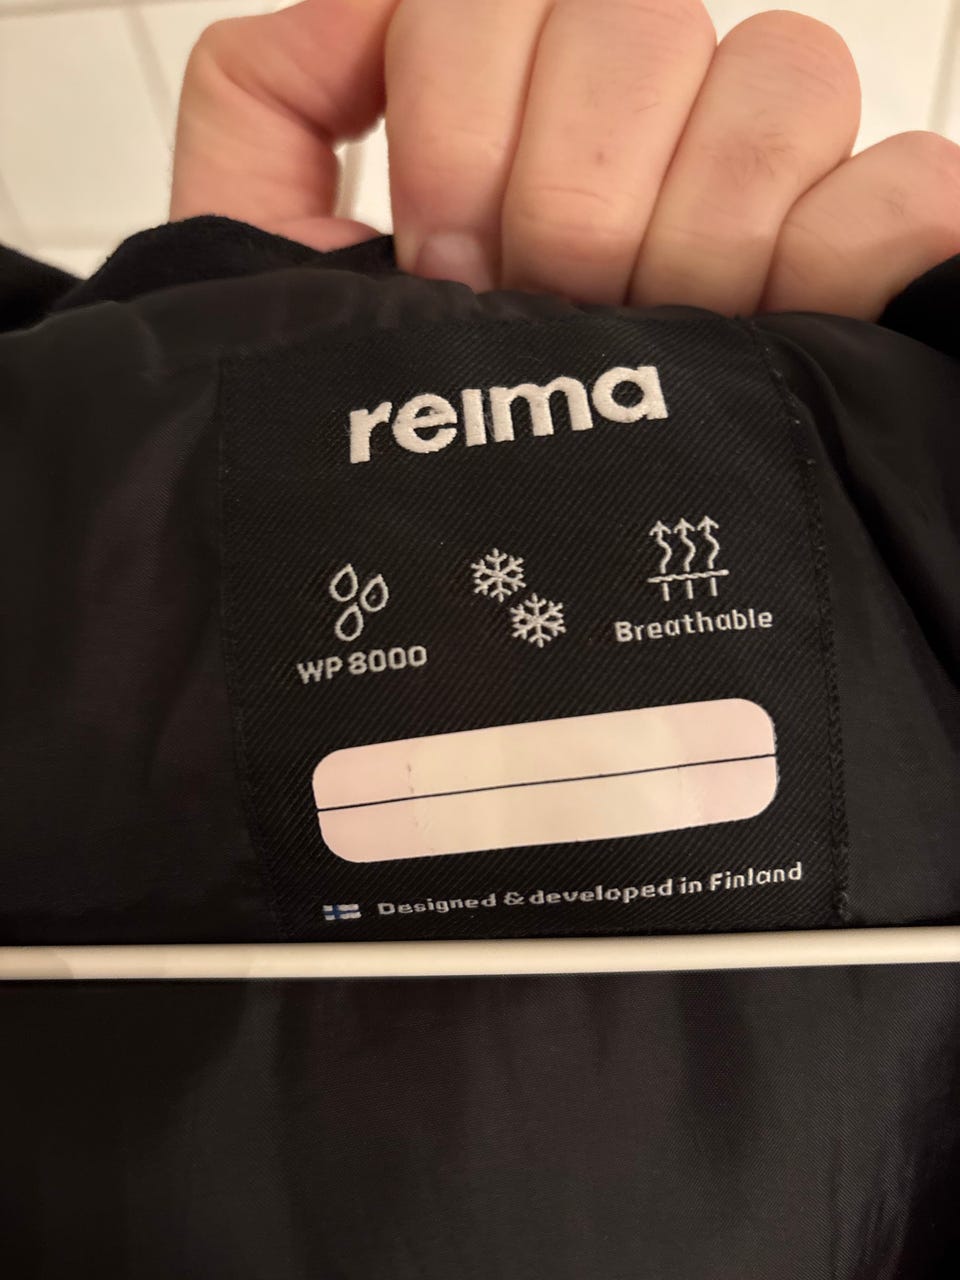 reima
WP 8000
Breathable
Designed & developed in Finland